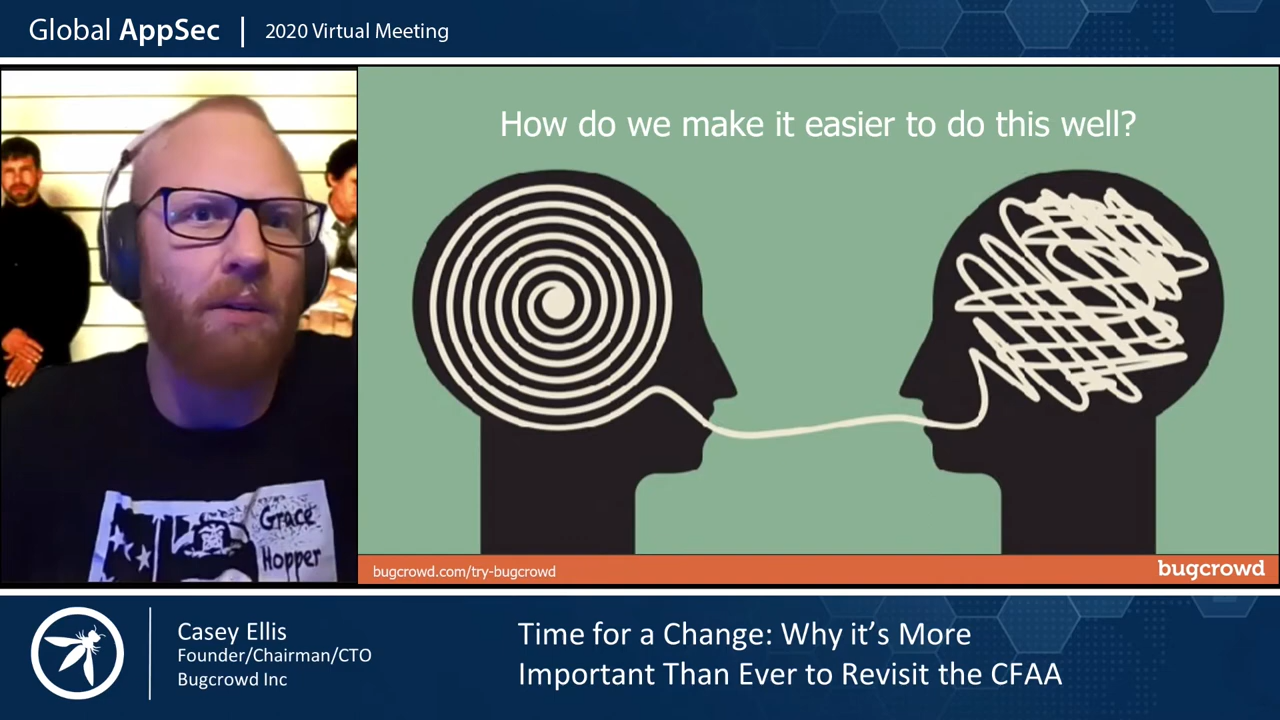 Global AppSec | 2020 Virtual Meeting
How do we make it easier to do this well?
Grace
Hopper
bugcrowd.com/try-bugcrowd
bugcrowd
Casey Ellis
Founder/Chairman/CTO
Bugcrowd Inc
Time for a Change: Why it’s More
Important Than Ever to Revisit the CFAA